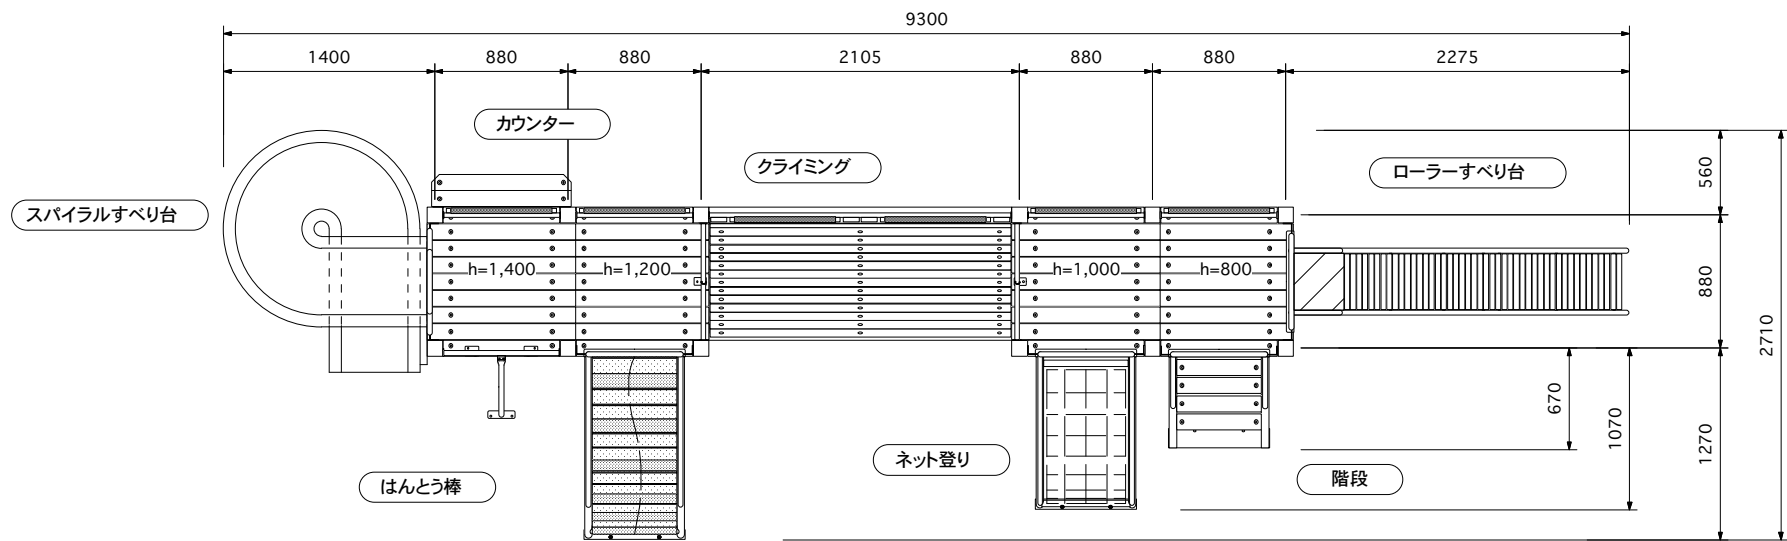 9300
1400
880
880
2105
880
880
2275
カウンター
クライミング
ローラーすべり台
スパイラルすべり台
h=1,400
h=1,200
h=1,000
h=800
560
880
2710
670
1070
1270
ネット登り
はんとう棒
階段